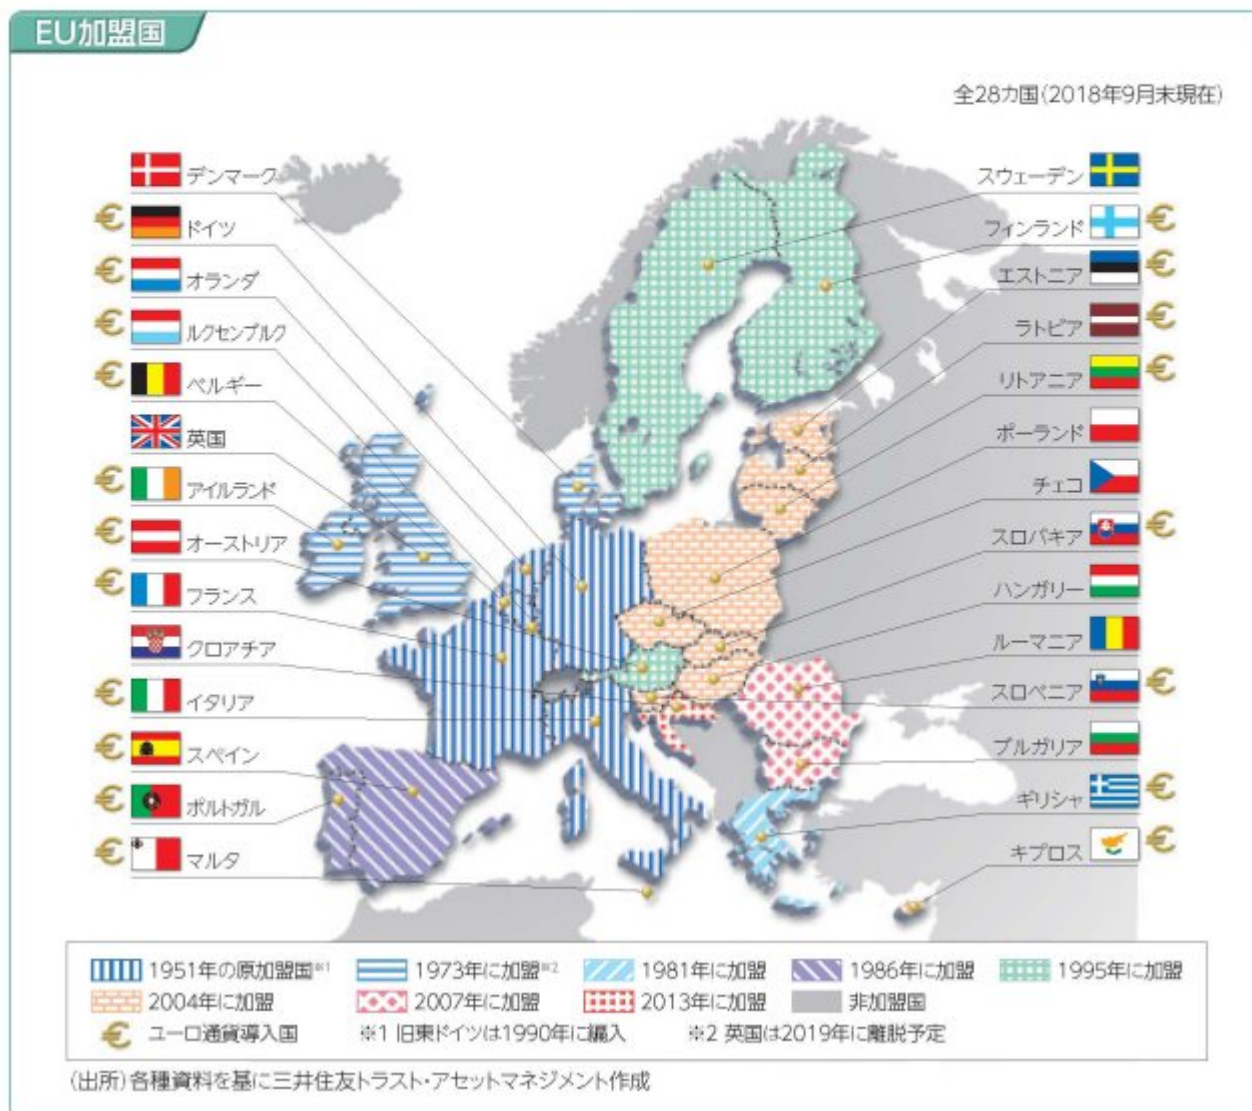 EU加盟国
全28カ国(2018年9月末現在)
デンマーク
€ ドイツ
€ オランダ
€ ルクセンブルク
€ ベルギー
英国
€ アイルランド
€ オーストリア
€ フランス
クロアチア
€ イタリア
€ スペイン
€ ポルトガル
€ マルタ
スウェーデン
フィンランド €
エストニア €
ラトビア €
リトアニア €
ポーランド
チェコ
スロバキア €
ハンガリー
ルーマニア
スロベニア €
ブルガリア
ギリシャ €
キプロス €
1951年の原加盟国※1 1973年に加盟※2 1981年に加盟 1986年に加盟 1995年に加盟
2004年に加盟 2007年に加盟 2013年に加盟 非加盟国
€ ユーロ通貨導入国 ※1 旧東ドイツは1990年に編入 ※2 英国は2019年に離脱予定
(出所)各種資料を基に三井住友トラスト・アセットマネジメント作成